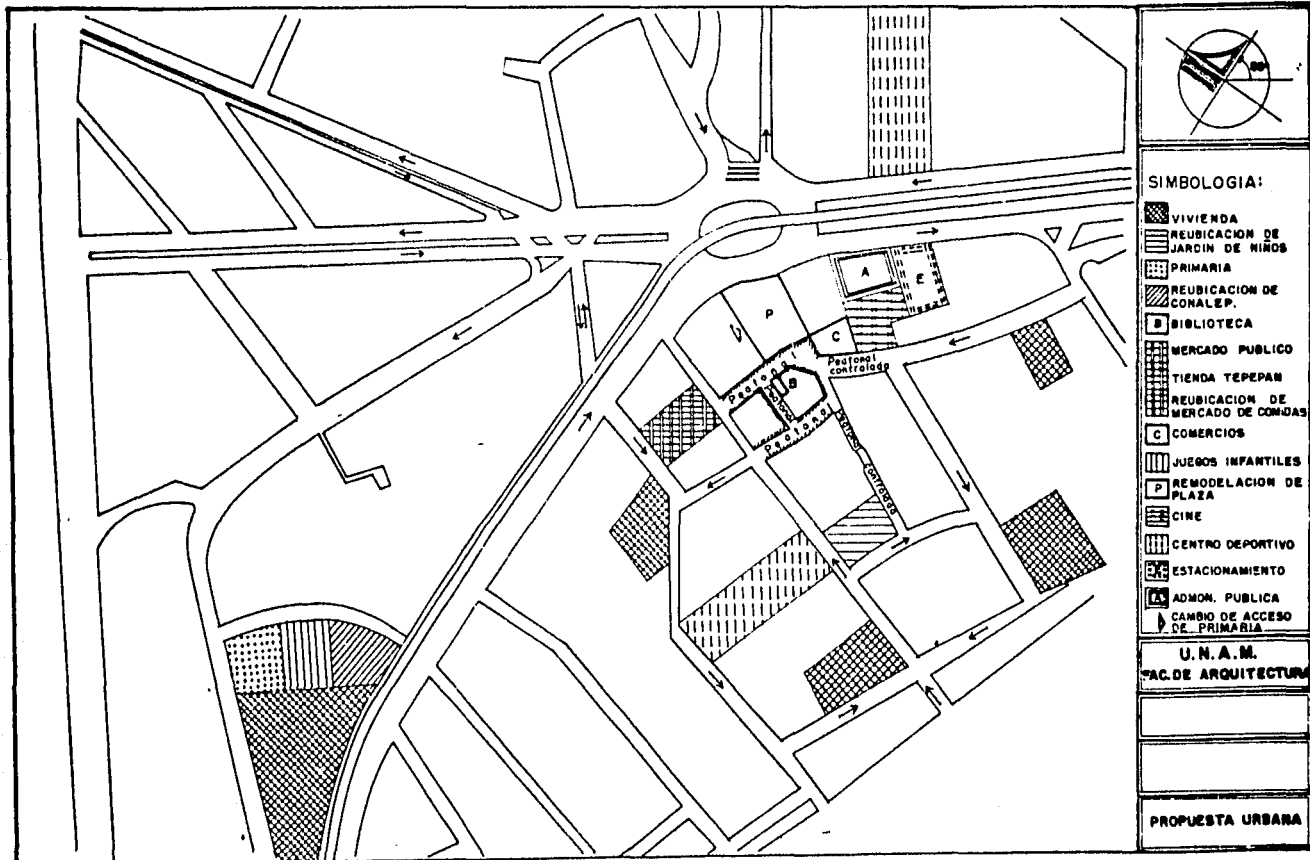 A
E
P
C
Peatonal
controlada
Peatonal
B
Peatonal
Peatonal
Peatonal
controlada
SIMBOLOGIA:
VIVIENDA
REUBICACION DE
JARDIN DE NIÑOS
PRIMARIA
REUBICACION DE
CONALEP.
B BIBLIOTECA
MERCADO PUBLICO
TIENDA TEPEPAN
REUBICACION DE
MERCADO DE COMIDAS
C COMERCIOS
JUEGOS INFANTILES
P REMODELACION DE
PLAZA
CINE
CENTRO DEPORTIVO
E ESTACIONAMIENTO
A ADMON. PUBLICA
CAMBIO DE ACCESO
DE PRIMARIA
U.N.A.M.
FAC. DE ARQUITECTURA
PROPUESTA URBANA